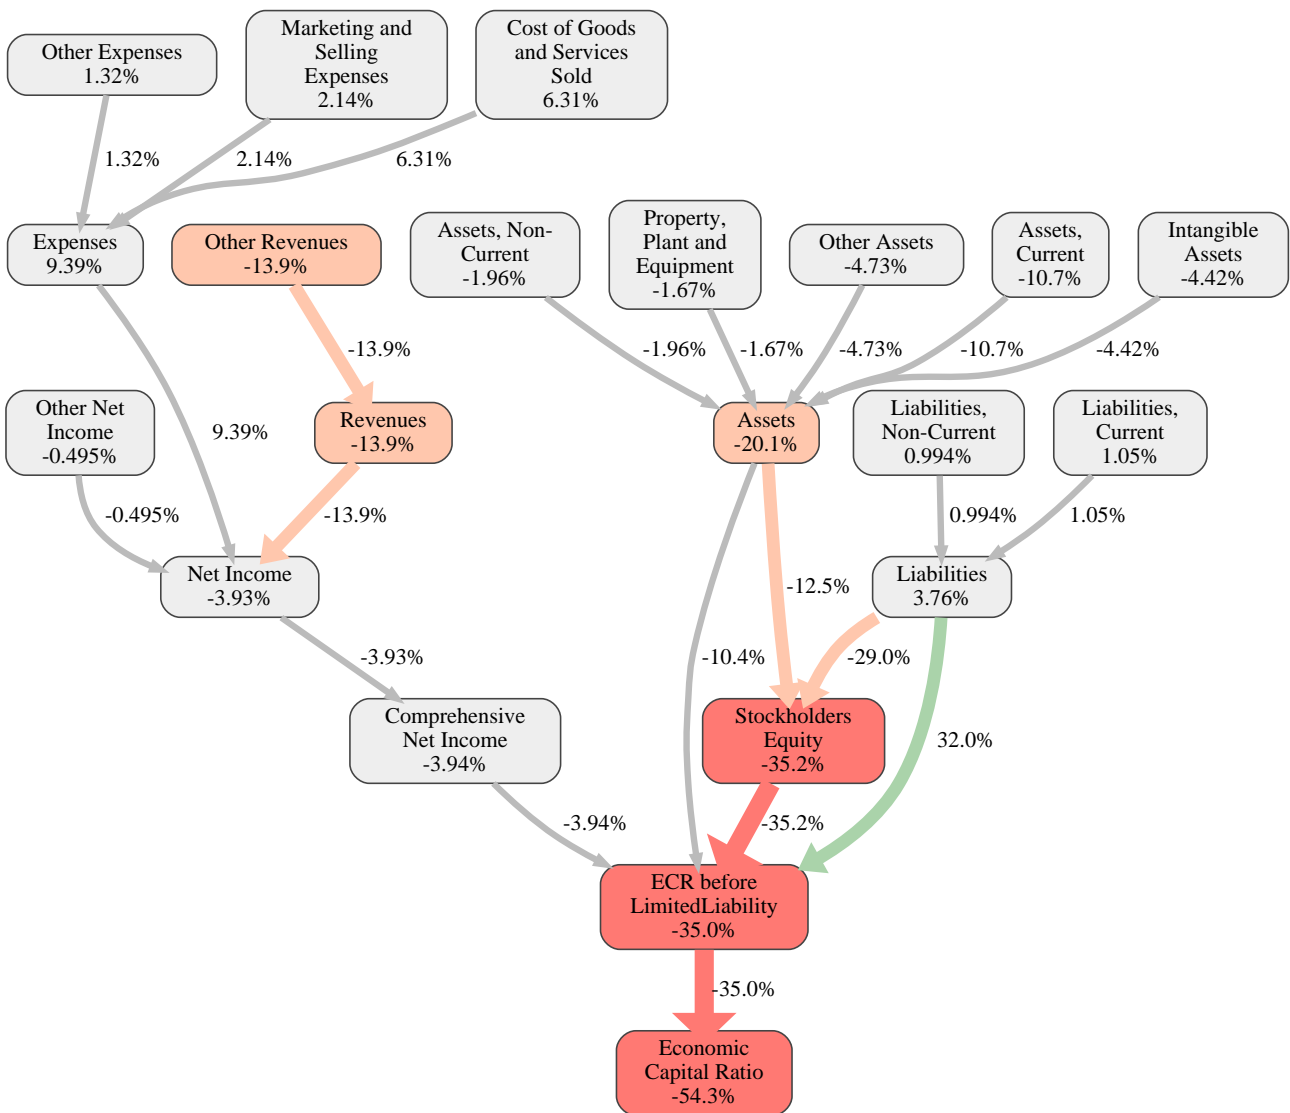 Other Expenses
1.32%
Marketing and
Selling
Expenses
2.14%
Cost of Goods
and Services
Sold
6.31%
1.32%
2.14%
6.31%
Expenses
9.39%
Other Revenues
-13.9%
Assets, Non-
Current
-1.96%
Property,
Plant and
Equipment
-1.67%
Other Assets
-4.73%
Assets,
Current
-10.7%
Intangible
Assets
-4.42%
-13.9%
-1.96%
-1.67%
-4.73%
-10.7%
-4.42%
Other Net
Income
-0.495%
9.39%
Revenues
-13.9%
Assets
-20.1%
Liabilities,
Non-Current
0.994%
Liabilities,
Current
1.05%
-0.495%
-13.9%
0.994%
1.05%
Net Income
-3.93%
-12.5%
Liabilities
3.76%
-3.93%
-10.4%
-29.0%
Comprehensive
Net Income
-3.94%
Stockholders
Equity
-35.2%
32.0%
-3.94%
-35.2%
ECR before
LimitedLiability
-35.0%
-35.0%
Economic
Capital Ratio
-54.3%